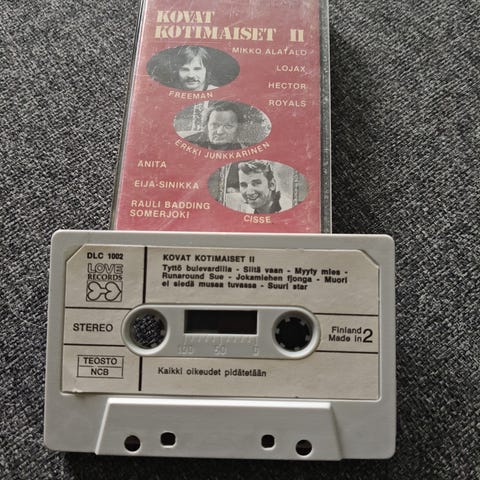 KOVAT
KOTIMAISET II
MIKKO ALATALO
LOJAX
HECTOR
ROYALS
FREEMAN
ERKKI JUNKKARINEN
ANITA
EIJA-SINIKKA
RAULI BADDING
SOMERJOKI
CISSE
DLC 1002
LOVE
RECORDS
KOVAT KOTIMAISET II
Tyttö bulevardilla - Siitä vaan - Myyty mies -
Runaround Sue - Jokamiehen fjonga - Muori
ei siedä musaa tuvassa - Suuri star
STEREO
100 50 0
Finland
Made in 2
TEOSTO
NCB
Kaikki oikeudet pidätetään